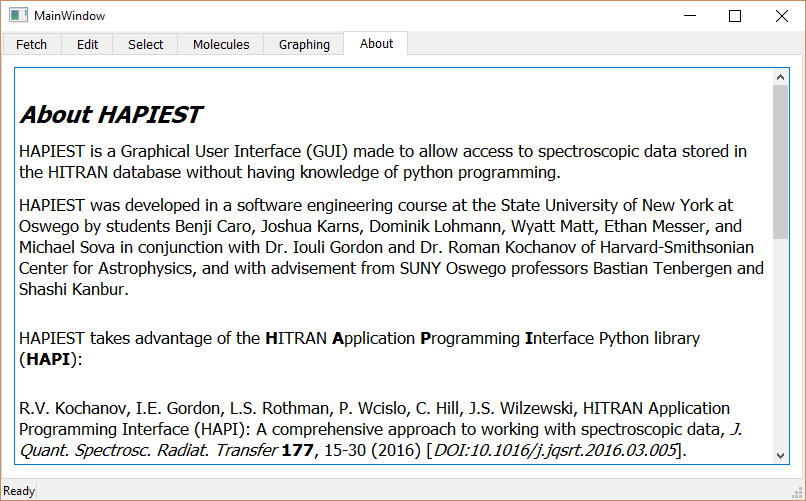 MainWindow
Fetch Edit Select Molecules Graphing About
About HAPIEST
HAPIEST is a Graphical User Interface (GUI) made to allow access to spectroscopic data stored in
the HITRAN database without having knowledge of python programming.
HAPIEST was developed in a software engineering course at the State University of New York at
Oswego by students Benji Caro, Joshua Karns, Dominik Lohmann, Wyatt Matt, Ethan Messer, and
Michael Sova in conjunction with Dr. Iouli Gordon and Dr. Roman Kochanov of Harvard-Smithsonian
Center for Astrophysics, and with advisement from SUNY Oswego professors Bastian Tenbergen and
Shashi Kanbur.
HAPIEST takes advantage of the HITRAN Application Programming Interface Python library
(HAPI):
R.V. Kochanov, I.E. Gordon, L.S. Rothman, P. Wcislo, C. Hill, J.S. Wilzewski, HITRAN Application
Programming Interface (HAPI): A comprehensive approach to working with spectroscopic data, J.
Quant. Spectrosc. Radiat. Transfer 177, 15-30 (2016) [DOI:10.1016/j.jqsrt.2016.03.005].
Ready